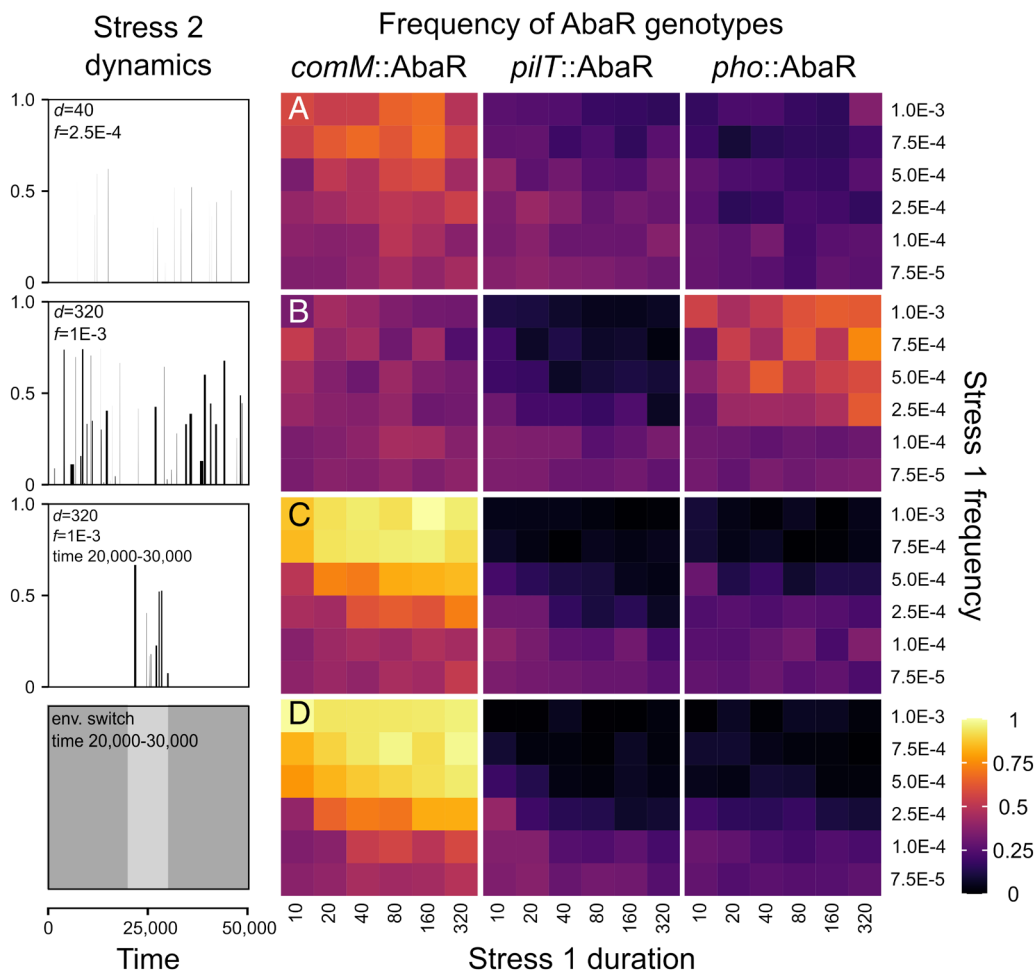 Stress 2
dynamics
Frequency of AbaR genotypes
comM::AbaR
pilT::AbaR
pho::AbaR
1.0
0.5
0
d=40
f=2.5E-4
A
1.0E-3
7.5E-4
5.0E-4
2.5E-4
1.0E-4
7.5E-5
1.0
0.5
0
d=320
f=1E-3
B
1.0E-3
7.5E-4
5.0E-4
2.5E-4
1.0E-4
7.5E-5
1.0
0.5
0
d=320
f=1E-3
time 20,000-30,000
C
1.0E-3
7.5E-4
5.0E-4
2.5E-4
1.0E-4
7.5E-5
env. switch
time 20,000-30,000
D
1.0E-3
7.5E-4
5.0E-4
2.5E-4
1.0E-4
7.5E-5
Stress 1 frequency
1
0.75
0.5
0.25
0
0
25,000
50,000
Time
10
20
40
80
160
320
10
20
40
80
160
320
10
20
40
80
160
320
Stress 1 duration